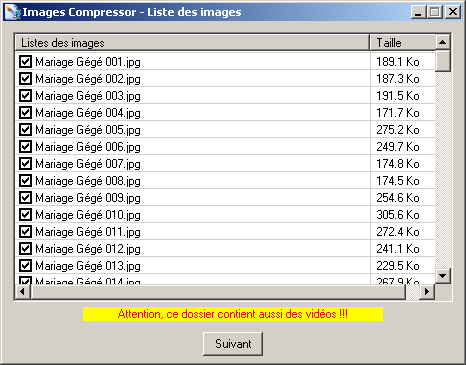 Images Compressor - Liste des images
Listes des images Taille
Mariage Gégé 001.jpg 189.1 Ko
Mariage Gégé 002.jpg 187.3 Ko
Mariage Gégé 003.jpg 191.5 Ko
Mariage Gégé 004.jpg 171.7 Ko
Mariage Gégé 005.jpg 275.2 Ko
Mariage Gégé 006.jpg 249.7 Ko
Mariage Gégé 007.jpg 174.8 Ko
Mariage Gégé 008.jpg 174.5 Ko
Mariage Gégé 009.jpg 254.6 Ko
Mariage Gégé 010.jpg 305.6 Ko
Mariage Gégé 011.jpg 272.4 Ko
Mariage Gégé 012.jpg 241.1 Ko
Mariage Gégé 013.jpg 229.5 Ko
Mariage Gégé 014.jpg 267.9 Ko
Attention, ce dossier contient aussi des vidéos !!!
Suivant